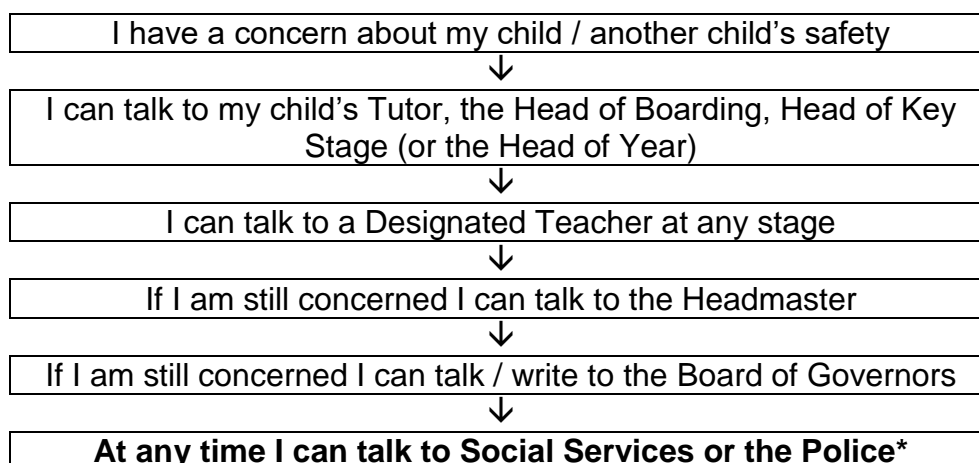 I have a concern about my child / another child's safety
I can talk to my child's Tutor, the Head of Boarding, Head of Key
Stage (or the Head of Year)
I can talk to a Designated Teacher at any stage
If I am still concerned I can talk to the Headmaster
If I am still concerned I can talk / write to the Board of Governors
At any time I can talk to Social Services or the Police*